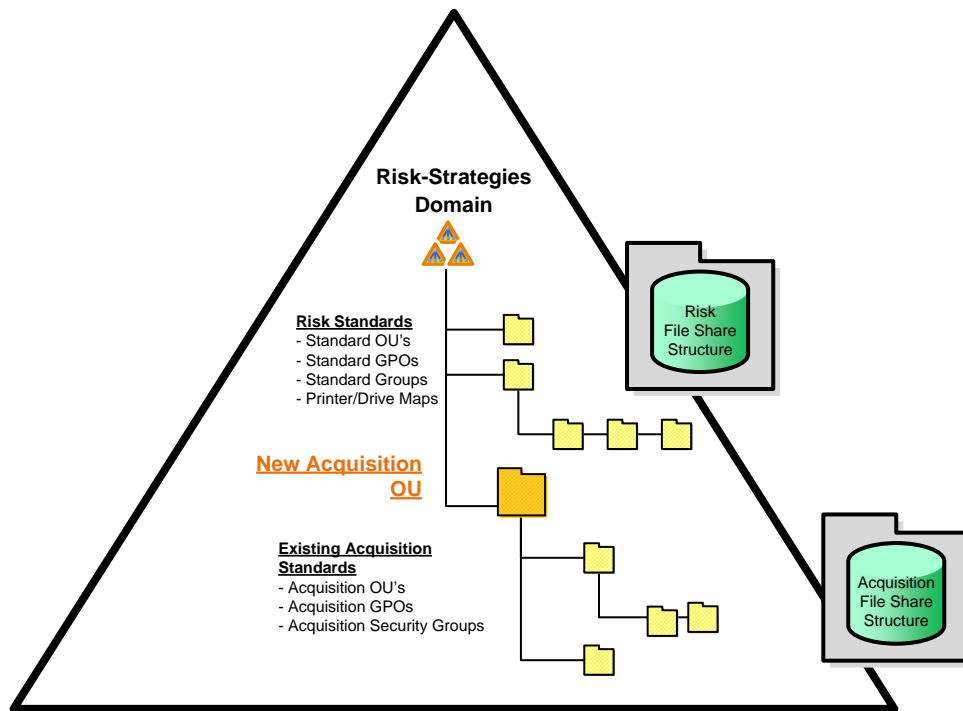 Risk-Strategies
Domain
Risk
File Share
Structure
Risk Standards
- Standard OU's
- Standard GPOs
- Standard Groups
- Printer/Drive Maps
New Acquisition
OU
Existing Acquisition
Standards
- Acquisition OU's
- Acquisition GPOs
- Acquisition Security Groups
Acquisition
File Share
Structure